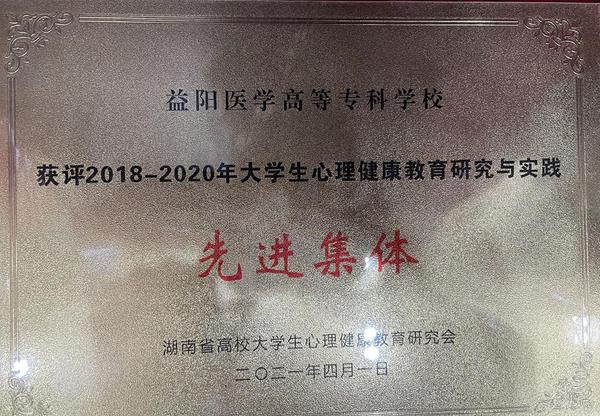 益阳医学高等专科学校
获评2018-2020年大学生心理健康教育研究与实践
先进集体
湖南省高校大学生心理健康教育研究会
二〇二一年四月一日